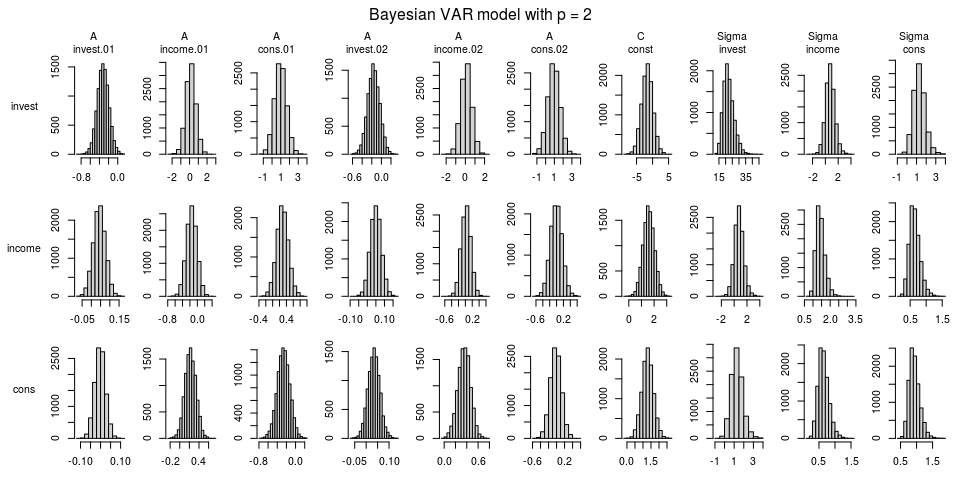 Bayesian VAR model with p = 2
A A A A A A C Sigma Sigma Sigma
invest.01 income.01 cons.01 invest.02 income.02 cons.02 const invest income cons
invest
0 500 1500
-0.8 0.0
0 1000 2500
-2 0 2
0 1000 2500
-1 1 3
0 500 1500
-0.6 0.0
0 1000 2500
-2 0 2
0 1000 2500
-1 1 3
0 1000 2000
-5 5
0 1000 2000
15 35
0 1000 2500
-2 2
0 1000 2500
-1 1 3
income
0 1000 2000
-0.05 0.15
0 1000 2000
-0.8 0.0
0 1000 2000
-0.4 0.4
0 1000 2500
-0.10 0.10
0 1000 2000
-0.6 0.2
0 1000 2000
-0.6 0.2
0 500 1500
0 2
0 1000 2500
-2 2
0 1000 2000
0.5 2.0 3.5
0 1000 2500
0.5 1.5
cons
0 1000 2500
-0.10 0.10
0 500 1500
-0.2 0.4
0 400 1000
-0.8 0.0
0 500 1500
-0.05 0.10
0 500 1500
0.0 0.6
0 1000 2500
-0.6 0.2
0 1000 2000
0.0 1.5
0 1000 2500
-1 1 3
0 1000 2500
0.5 1.5
0 1000 2000
0.5 1.5